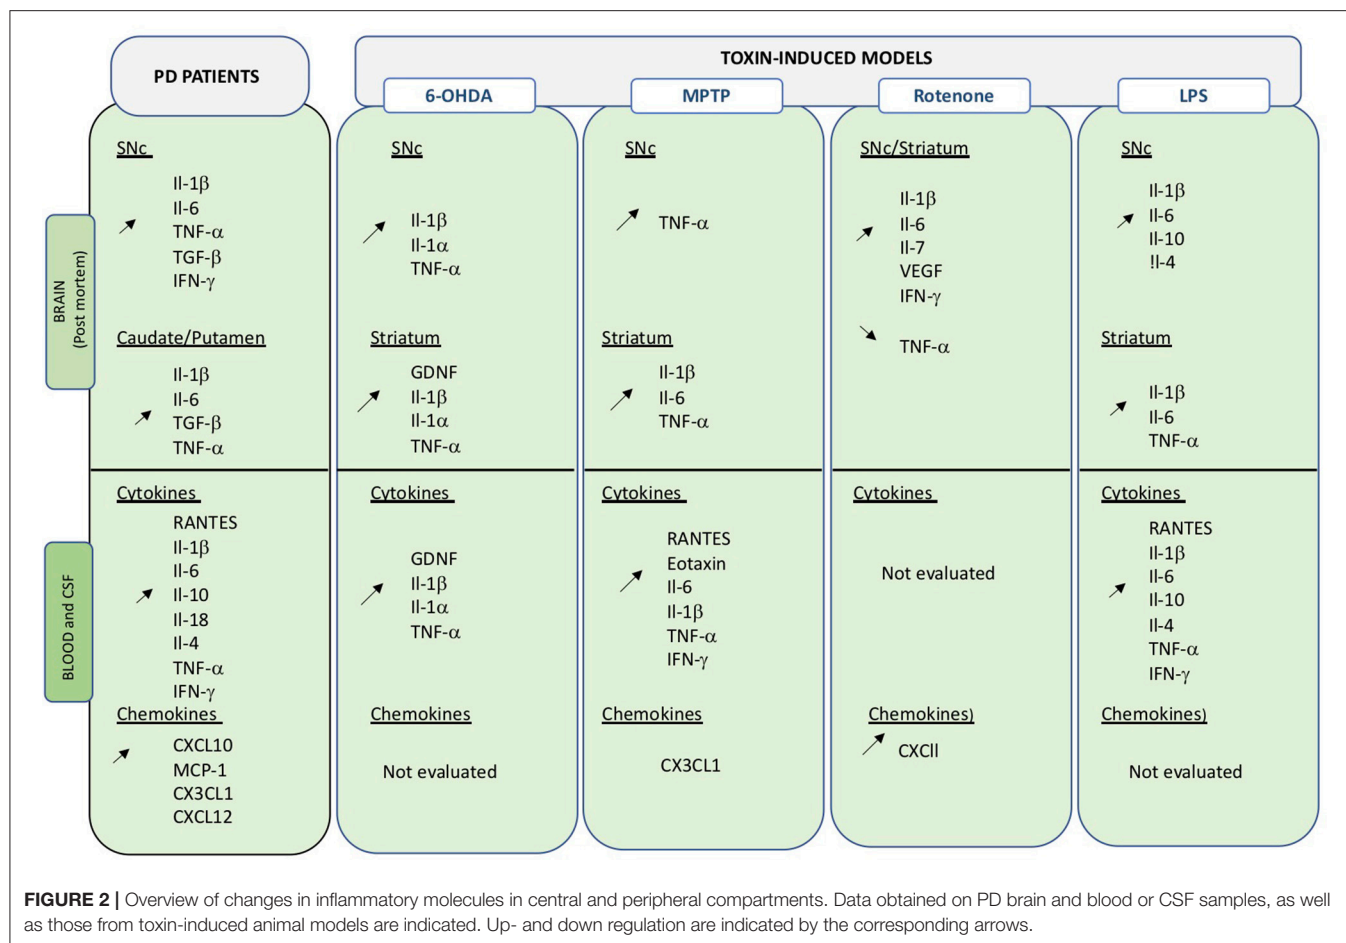 PD PATIENTS
TOXIN-INDUCED MODELS
6-OHDA
MPTP
Rotenone
LPS
BRAIN
(Post mortem)
BLOOD and CSF
SNc
Il-1β
Il-6
TNF-α
TGF-β
IFN-γ
Caudate/Putamen
Il-1β
Il-6
TGF-β
TNF-α
Cytokines
RANTES
Il-1β
Il-6
Il-10
Il-18
Il-4
TNF-α
IFN-γ
Chemokines
CXCL10
MCP-1
CX3CL1
CXCL12
SNc
Il-1β
Il-1α
TNF-α
Striatum
GDNF
Il-1β
Il-1α
TNF-α
Cytokines
GDNF
Il-1β
Il-1α
TNF-α
Chemokines
Not evaluated
SNc
TNF-α
Striatum
Il-1β
Il-6
TNF-α
Cytokines
RANTES
Eotaxin
Il-6
Il-1β
TNF-α
IFN-γ
Chemokines
CX3CL1
SNc/Striatum
Il-1β
Il-6
Il-7
VEGF
IFN-γ
TNF-α
Cytokines
Not evaluated
Chemokines)
CXCll
SNc
Il-1β
Il-6
Il-10
!l-4
Striatum
Il-1β
Il-6
TNF-α
Cytokines
RANTES
Il-1β
Il-6
Il-10
Il-4
TNF-α
IFN-γ
Chemokines)
Not evaluated
FIGURE 2 | Overview of changes in inflammatory molecules in central and peripheral compartments. Data obtained on PD brain and blood or CSF samples, as well
as those from toxin-induced animal models are indicated. Up- and down regulation are indicated by the corresponding arrows.